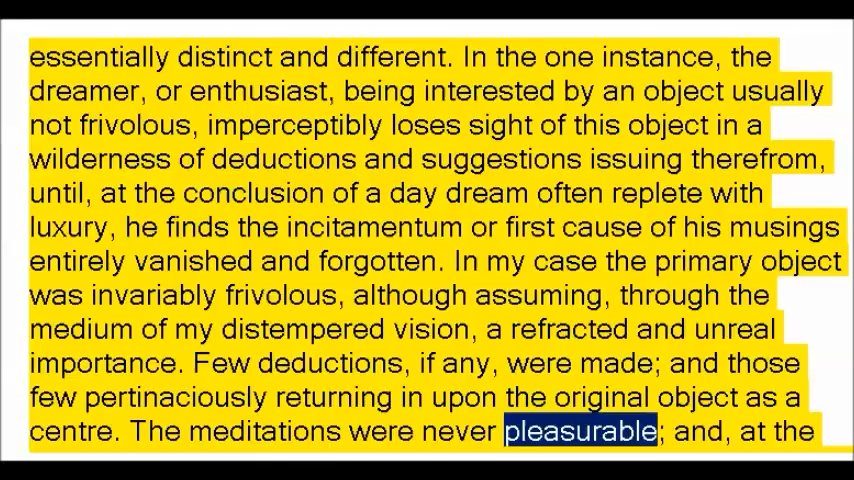 essentially distinct and different. In the one instance, the
dreamer, or enthusiast, being interested by an object usually
not frivolous, imperceptibly loses sight of this object in a
wilderness of deductions and suggestions issuing therefrom,
until, at the conclusion of a day dream often replete with
luxury, he finds the incitamentum or first cause of his musings
entirely vanished and forgotten. In my case the primary object
was invariably frivolous, although assuming, through the
medium of my distempered vision, a refracted and unreal
importance. Few deductions, if any, were made; and those
few pertinaciously returning in upon the original object as a
centre. The meditations were never pleasurable; and, at the